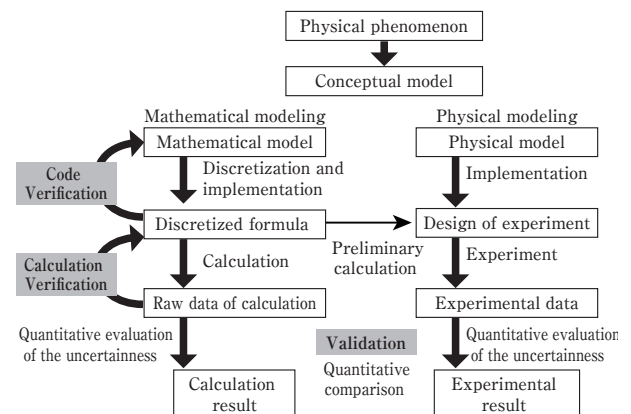 Physical phenomenon
Conceptual model
Mathematical modeling
Physical modeling
Mathematical model
Physical model
Code
Verification
Discretization and
implementation
Implementation
Discretized formula
Design of experiment
Preliminary
calculation
Calculation
Verification
Calculation
Experiment
Raw data of calculation
Experimental data
Quantitative evaluation
of the uncertainness
Validation
Quantitative
comparison
Quantitative evaluation
of the uncertainness
Calculation
result
Experimental
result